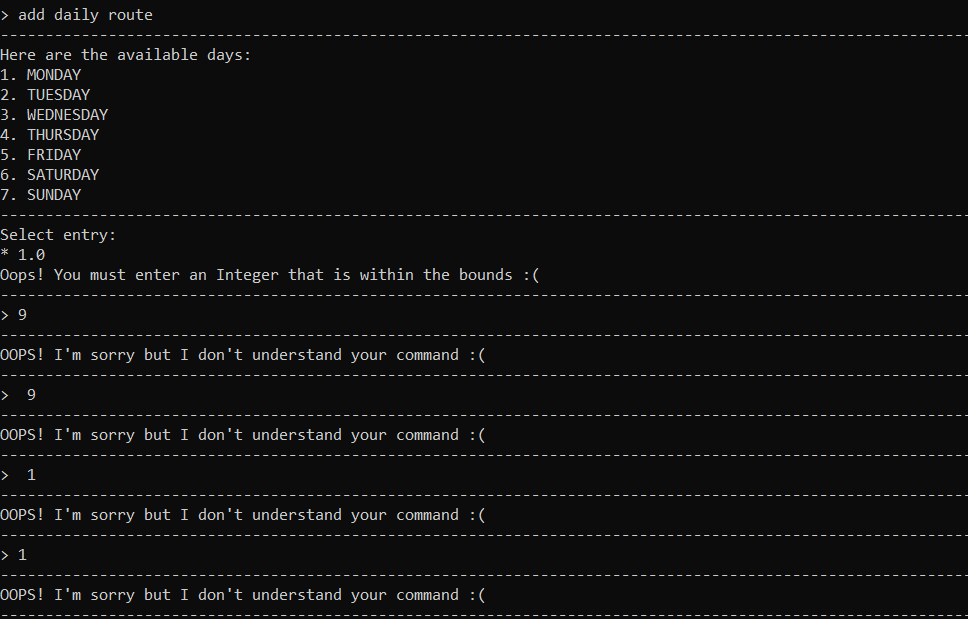 > add daily route
------------------------------------------------------------------------------------------------------------
Here are the available days:
1. MONDAY
2. TUESDAY
3. WEDNESDAY
4. THURSDAY
5. FRIDAY
6. SATURDAY
7. SUNDAY
------------------------------------------------------------------------------------------------------------
Select entry:
* 1.0
Oops! You must enter an Integer that is within the bounds :(
------------------------------------------------------------------------------------------------------------
> 9
------------------------------------------------------------------------------------------------------------
OOPS! I'm sorry but I don't understand your command :(
------------------------------------------------------------------------------------------------------------
>  9
------------------------------------------------------------------------------------------------------------
OOPS! I'm sorry but I don't understand your command :(
------------------------------------------------------------------------------------------------------------
>  1
------------------------------------------------------------------------------------------------------------
OOPS! I'm sorry but I don't understand your command :(
------------------------------------------------------------------------------------------------------------
> 1
------------------------------------------------------------------------------------------------------------
OOPS! I'm sorry but I don't understand your command :(
------------------------------------------------------------------------------------------------------------